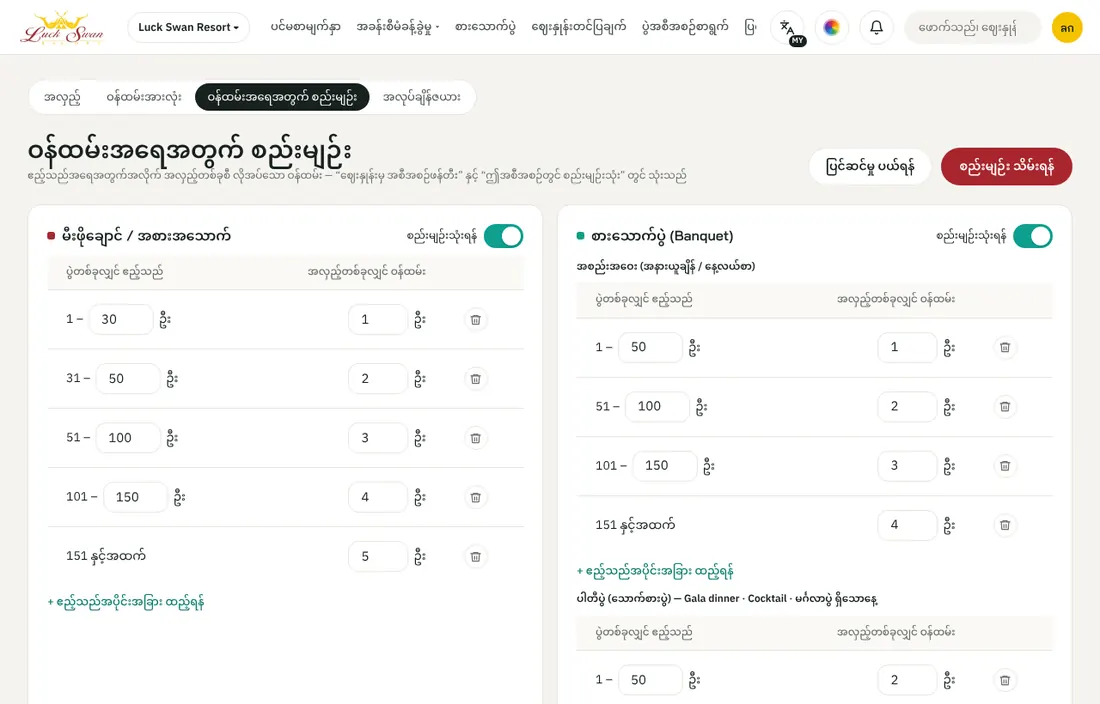 Luck Swan
Luck Swan Resort
ပင်မစာမျက်နှာ
အခန်းစီမံခန့်ခွဲမှု
စားသောက်ပွဲ
ဈေးနှုန်းတင်ပြချက်
ပွဲအစီအစဉ်စာရွက်
MY
ဖောက်သည်၊ ဈေးနှုန်
ลก
အလှည့်
ဝန်ထမ်းအားလုံး
ဝန်ထမ်းအရေအတွက် စည်းမျဉ်း
အလုပ်ချိန်ဇယား
ဝန်ထမ်းအရေအတွက် စည်းမျဉ်း
ဧည့်သည်အရေအတွက်အလိုက် အလှည့်တစ်ခုစီ လိုအပ်သော ဝန်ထမ်း — “ဈေးနှုန်းမှ အစီအစဉ်ဖန်တီး” နှင့် “ဤအစီအစဉ်တွင် စည်းမျဉ်းသုံး” တွင် သုံးသည်
ပြင်ဆင်မှု ပယ်ရန်
စည်းမျဉ်း သိမ်းရန်
မီးဖိုချောင် / အစားအသောက်
စည်းမျဉ်းသုံးရန်
ပွဲတစ်ခုလျှင် ဧည့်သည်
အလှည့်တစ်ခုလျှင် ဝန်ထမ်း
1 – 30 ဦး 1 ဦး
31 – 50 ဦး 2 ဦး
51 – 100 ဦး 3 ဦး
101 – 150 ဦး 4 ဦး
151 နှင့်အထက် 5 ဦး
+ ဧည့်သည်အပိုင်းအခြား ထည့်ရန်
စားသောက်ပွဲ (Banquet)
စည်းမျဉ်းသုံးရန်
အစည်းအဝေး (အနားယူချိန် / နေ့လယ်စာ)
ပွဲတစ်ခုလျှင် ဧည့်သည်
အလှည့်တစ်ခုလျှင် ဝန်ထမ်း
1 – 50 ဦး 1 ဦး
51 – 100 ဦး 2 ဦး
101 – 150 ဦး 3 ဦး
151 နှင့်အထက် 4 ဦး
+ ဧည့်သည်အပိုင်းအခြား ထည့်ရန်
ပါတီပွဲ (သောက်စားပွဲ) — Gala dinner · Cocktail · မင်္ဂလာပွဲ ရှိသောနေ့
ပွဲတစ်ခုလျှင် ဧည့်သည်
အလှည့်တစ်ခုလျှင် ဝန်ထမ်း
1 – 50 ဦး 2 ဦး